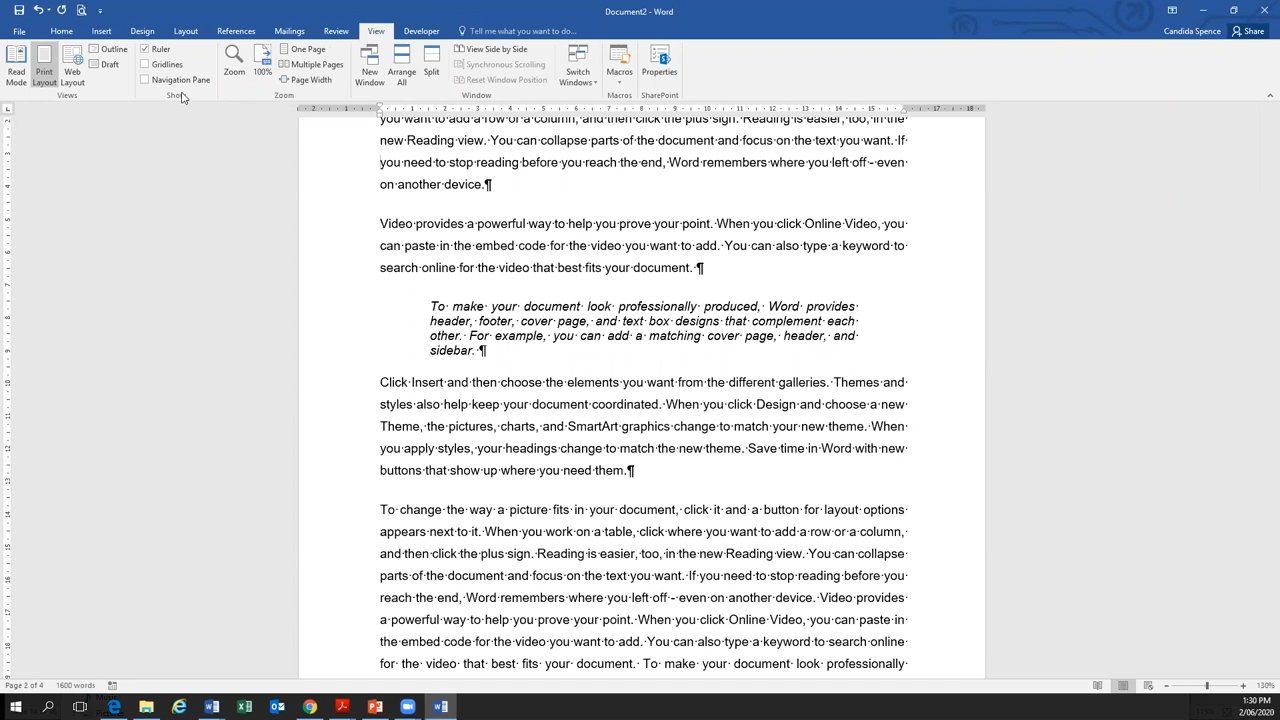 Document2 - Word
File Home Insert Design Layout References Mailings Review View Developer Tell me what you want to do... Candida Spence Share
Read Mode
Print Layout
Web Layout
Outline
Draft
Views
Ruler
Gridlines
Navigation Pane
Zoom
100%
One Page
Multiple Pages
Page Width
Zoom
New Window
Arrange All
Split
View Side by Side
Synchronous Scrolling
Reset Window Position
Window
Switch Windows
Macros
Macros
Properties
SharePoint
you want to add a row or a column, and then click the plus sign. Reading is easier, too, in the
new Reading view. You can collapse parts of the document and focus on the text you want. If
you need to stop reading before you reach the end, Word remembers where you left off - even
on another device.¶
Video provides a powerful way to help you prove your point. When you click Online Video, you
can paste in the embed code for the video you want to add. You can also type a keyword to
search online for the video that best fits your document. ¶
To make your document look professionally produced, Word provides
header, footer, cover page, and text box designs that complement each
other. For example, you can add a matching cover page, header, and
sidebar. ¶
Click Insert and then choose the elements you want from the different galleries. Themes and
styles also help keep your document coordinated. When you click Design and choose a new
Theme, the pictures, charts, and SmartArt graphics change to match your new theme. When
you apply styles, your headings change to match the new theme. Save time in Word with new
buttons that show up where you need them.¶
To change the way a picture fits in your document, click it and a button for layout options
appears next to it. When you work on a table, click where you want to add a row or a column,
and then click the plus sign. Reading is easier, too, in the new Reading view. You can collapse
parts of the document and focus on the text you want. If you need to stop reading before you
reach the end, Word remembers where you left off - even on another device. Video provides
a powerful way to help you prove your point. When you click Online Video, you can paste in
the embed code for the video you want to add. You can also type a keyword to search online
for the video that best fits your document. To make your document look professionally
Page 2 of 4 1600 words 130%
1:30 PM
2/06/2020